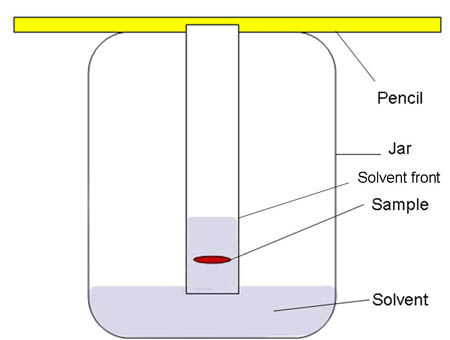 Pencil
Jar
Solvent front
Sample
Solvent